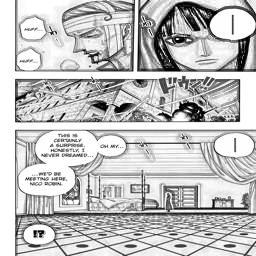 HUFF...
HUFF...
THIS IS
CERTAINLY
A SURPRISE.
HONESTLY, I
NEVER
DREAMED...
OH MY...
...WE'D BE
MEETING HERE,
NICO ROBIN.
!?